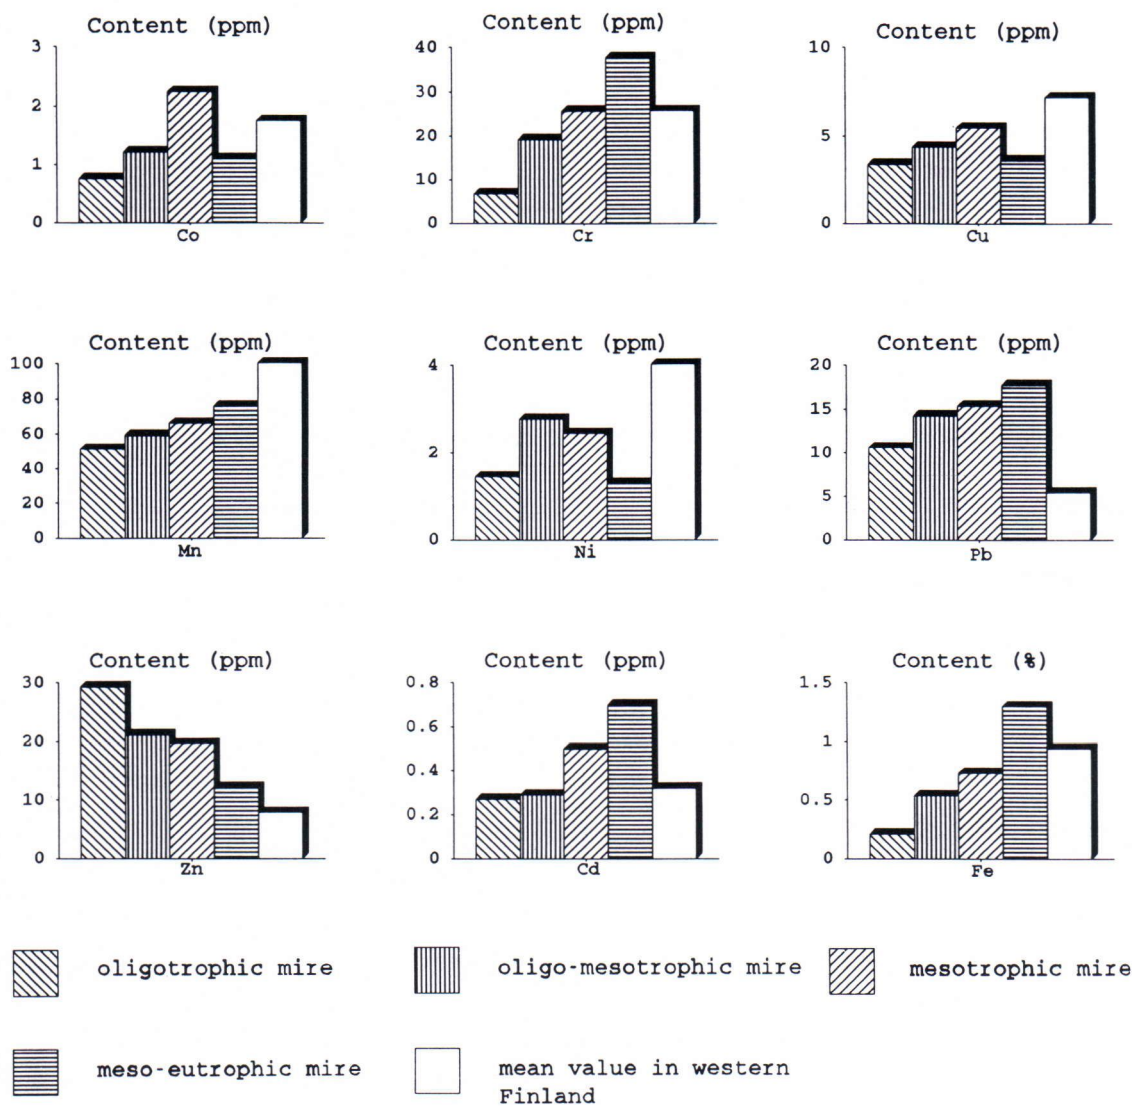 Content (ppm)
3
2
1
0
Co
Content (ppm)
40
30
20
10
0
Cr
Content (ppm)
10
5
0
Cu
Content (ppm)
100
80
60
40
20
0
Mn
Content (ppm)
4
2
0
Ni
Content (ppm)
20
15
10
5
0
Pb
Content (ppm)
30
20
10
0
Zn
Content (ppm)
0.8
0.6
0.4
0.2
0
Cd
Content (%)
1.5
1
0.5
0
Fe
oligotrophic mire
oligo-mesotrophic mire
mesotrophic mire
meso-eutrophic mire
mean value in western
Finland